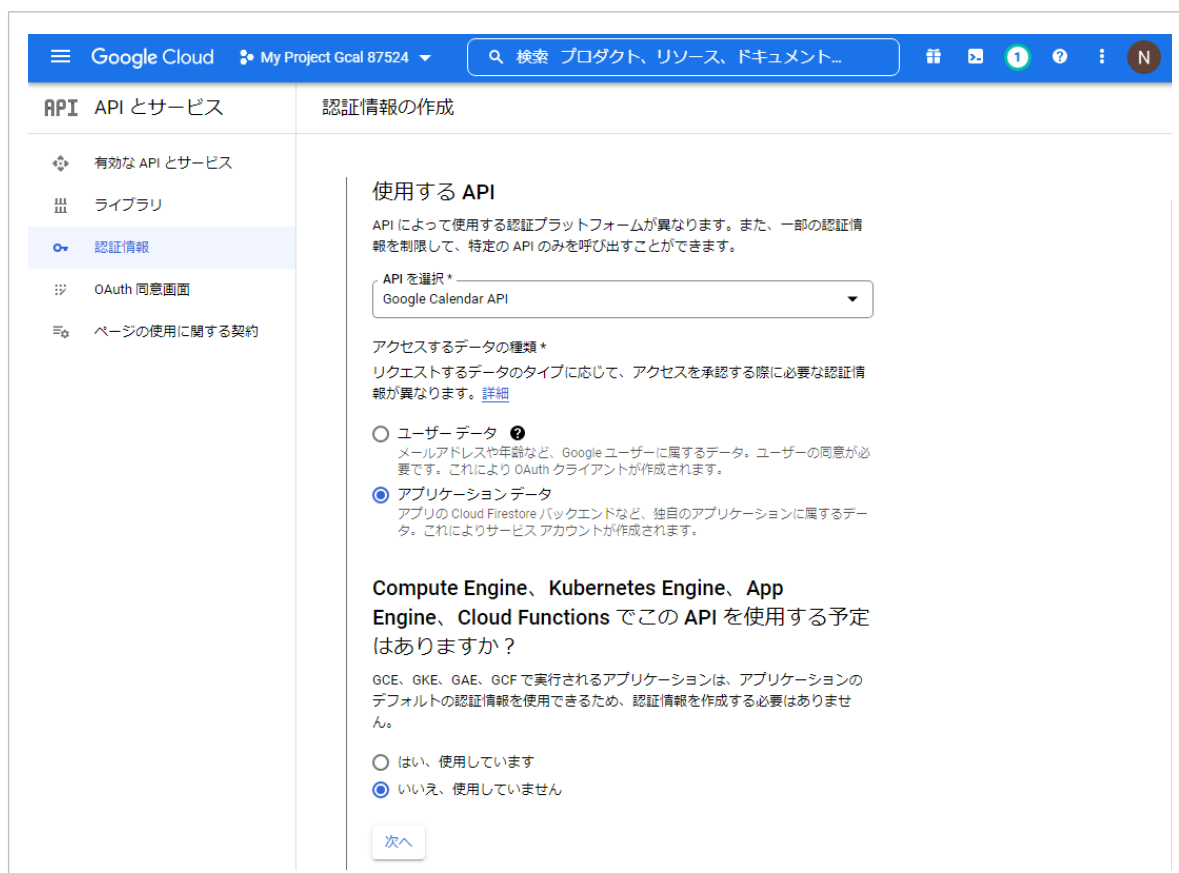 Google Cloud
My Project Gcal 87524
検索 プロダクト、リソース、ドキュメント...
1
N
API API とサービス
認証情報の作成
有効な API とサービス
ライブラリ
認証情報
OAuth 同意画面
ページの使用に関する契約
使用する API
API によって使用する認証プラットフォームが異なります。また、一部の認証情
報を制限して、特定の API のみを呼び出すことができます。
API を選択 *
Google Calendar API
アクセスするデータの種類 *
リクエストするデータのタイプに応じて、アクセスを承認する際に必要な認証情
報が異なります。詳細
ユーザー データ
メールアドレスや年齢など、Google ユーザーに属するデータ。ユーザーの同意が必
要です。これにより OAuth クライアントが作成されます。
アプリケーション データ
アプリの Cloud Firestore バックエンドなど、独自のアプリケーションに属するデー
タ。これによりサービス アカウントが作成されます。
Compute Engine、Kubernetes Engine、App
Engine、Cloud Functions でこの API を使用する予定
はありますか？
GCE、GKE、GAE、GCF で実行されるアプリケーションは、アプリケーションの
デフォルトの認証情報を使用できるため、認証情報を作成する必要はありませ
ん。
はい、使用しています
いいえ、使用していません
次へ